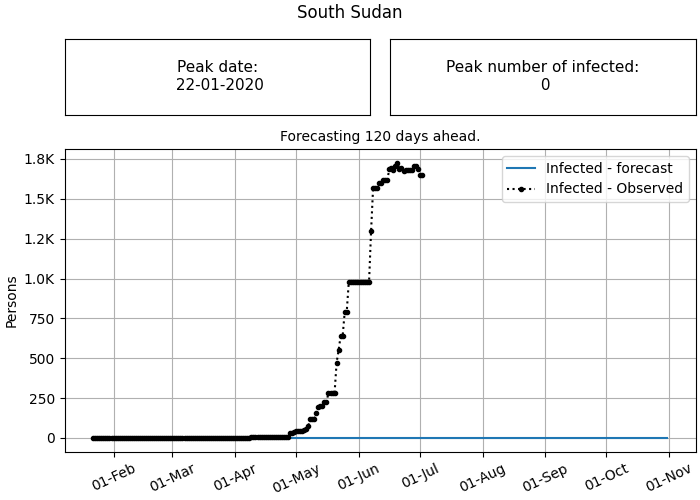 South Sudan
Peak date:
22-01-2020
Peak number of infected:
0
Forecasting 120 days ahead.
Infected - forecast
Infected - Observed
Persons
1.8K
1.5K
1.2K
1.0K
750
500
250
0
01-Feb
01-Mar
01-Apr
01-May
01-Jun
01-Jul
01-Aug
01-Sep
01-Oct
01-Nov